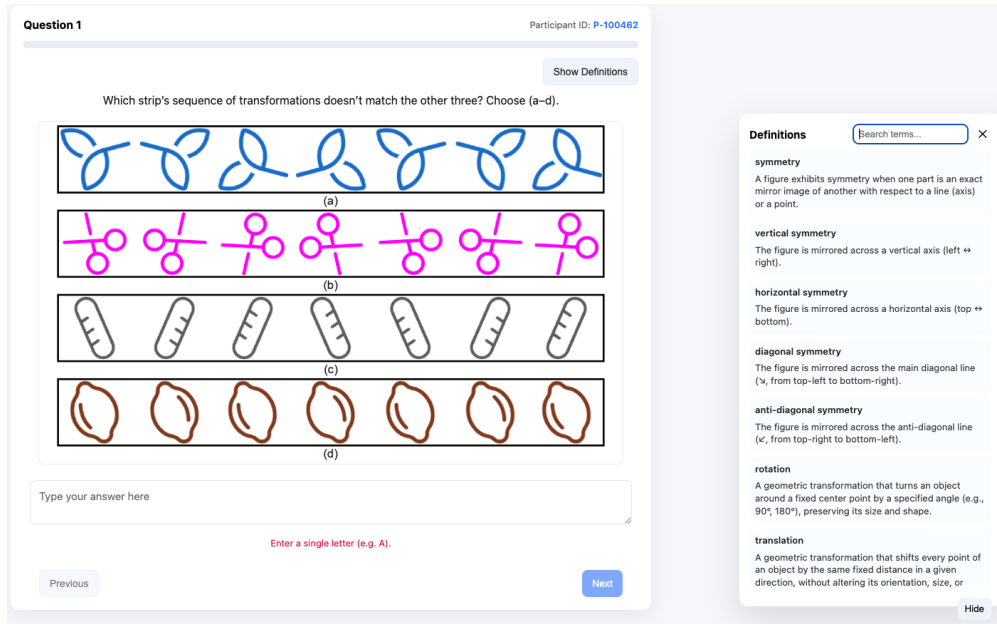 Question 1
Participant ID: P-100462
Show Definitions
Which strip's sequence of transformations doesn't match the other three? Choose (a–d).
(a)
(b)
(c)
(d)
Type your answer here
Enter a single letter (e.g. A).
Previous
Next
Definitions
Search terms...
symmetry
A figure exhibits symmetry when one part is an exact
mirror image of another with respect to a line (axis)
or a point.
vertical symmetry
The figure is mirrored across a vertical axis (left ↔
right).
horizontal symmetry
The figure is mirrored across a horizontal axis (top ↔
bottom).
diagonal symmetry
The figure is mirrored across the main diagonal line
(↘, from top-left to bottom-right).
anti-diagonal symmetry
The figure is mirrored across the anti-diagonal line
(↙, from top-right to bottom-left).
rotation
A geometric transformation that turns an object
around a fixed center point by a specified angle (e.g.,
90°, 180°), preserving its size and shape.
translation
A geometric transformation that shifts every point of
an object by the same fixed distance in a given
direction, without altering its orientation, size, or
Hide